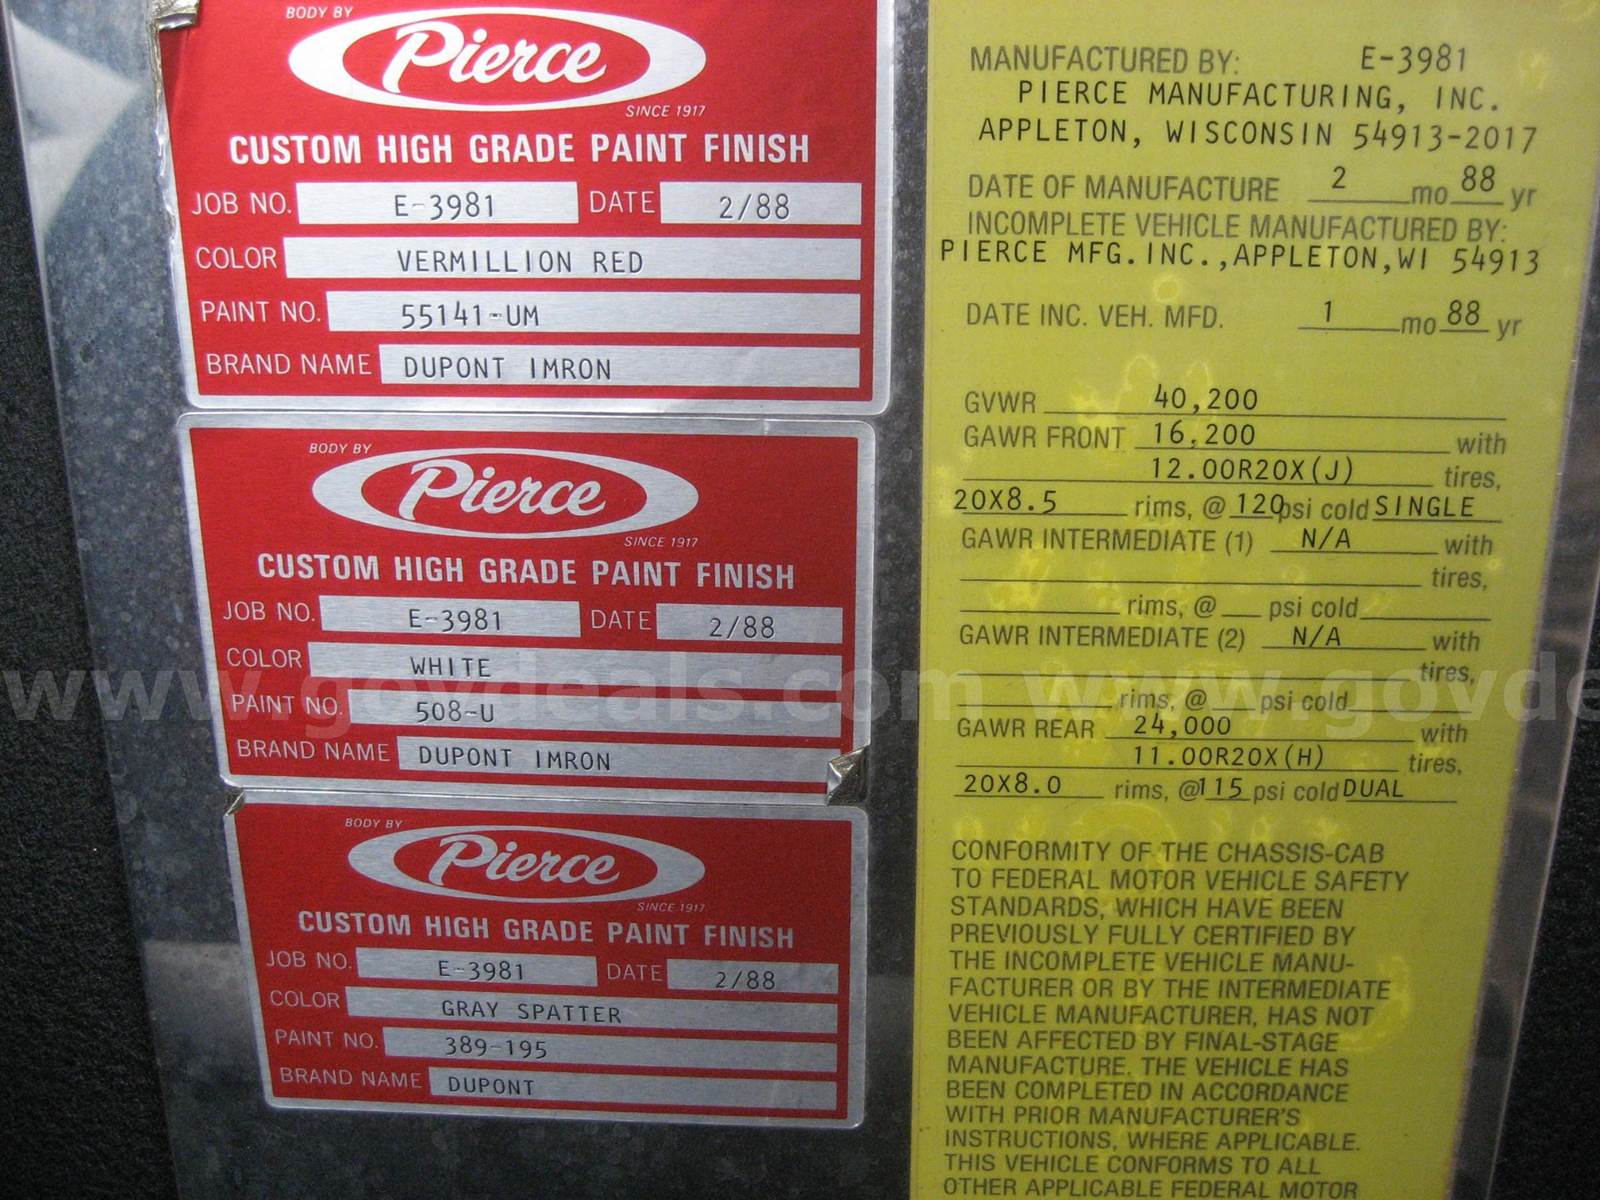 BODY BY
Pierce
SINCE 1917
CUSTOM HIGH GRADE PAINT FINISH
JOB NO. E-3981 DATE 2/88
COLOR VERMILLION RED
PAINT NO. 55141-UM
BRAND NAME DUPONT IMRON
BODY BY
Pierce
SINCE 1917
CUSTOM HIGH GRADE PAINT FINISH
JOB NO. E-3981 DATE 2/88
COLOR WHITE
PAINT NO. 508-U
BRAND NAME DUPONT IMRON
BODY BY
Pierce
SINCE 1917
CUSTOM HIGH GRADE PAINT FINISH
JOB NO. E-3981 DATE 2/88
COLOR GRAY SPATTER
PAINT NO. 389-195
BRAND NAME DUPONT
MANUFACTURED BY: E-3981
PIERCE MANUFACTURING, INC.
APPLETON, WISCONSIN 54913-2017
DATE OF MANUFACTURE 2 mo 88 yr
INCOMPLETE VEHICLE MANUFACTURED BY:
PIERCE MFG.INC.,APPLETON,WI 54913
DATE INC. VEH. MFD. 1 mo 88 yr
GVWR 40,200
GAWR FRONT 16,200 with
12.00R20X(J) tires,
20X8.5 rims, @ 120 psi cold SINGLE
GAWR INTERMEDIATE (1) N/A with
tires,
rims, @ psi cold
GAWR INTERMEDIATE (2) N/A with
tires,
rims, @ psi cold
GAWR REAR 24,000 with
11.00R20X(H) tires,
20X8.0 rims, @ 115 psi cold DUAL
CONFORMITY OF THE CHASSIS-CAB
TO FEDERAL MOTOR VEHICLE SAFETY
STANDARDS, WHICH HAVE BEEN
PREVIOUSLY FULLY CERTIFIED BY
THE INCOMPLETE VEHICLE MANU-
FACTURER OR BY THE INTERMEDIATE
VEHICLE MANUFACTURER, HAS NOT
BEEN AFFECTED BY FINAL-STAGE
MANUFACTURE. THE VEHICLE HAS
BEEN COMPLETED IN ACCORDANCE
WITH PRIOR MANUFACTURER'S
INSTRUCTIONS, WHERE APPLICABLE.
THIS VEHICLE CONFORMS TO ALL
OTHER APPLICABLE FEDERAL MOTOR
www.govdeals.com www.govde